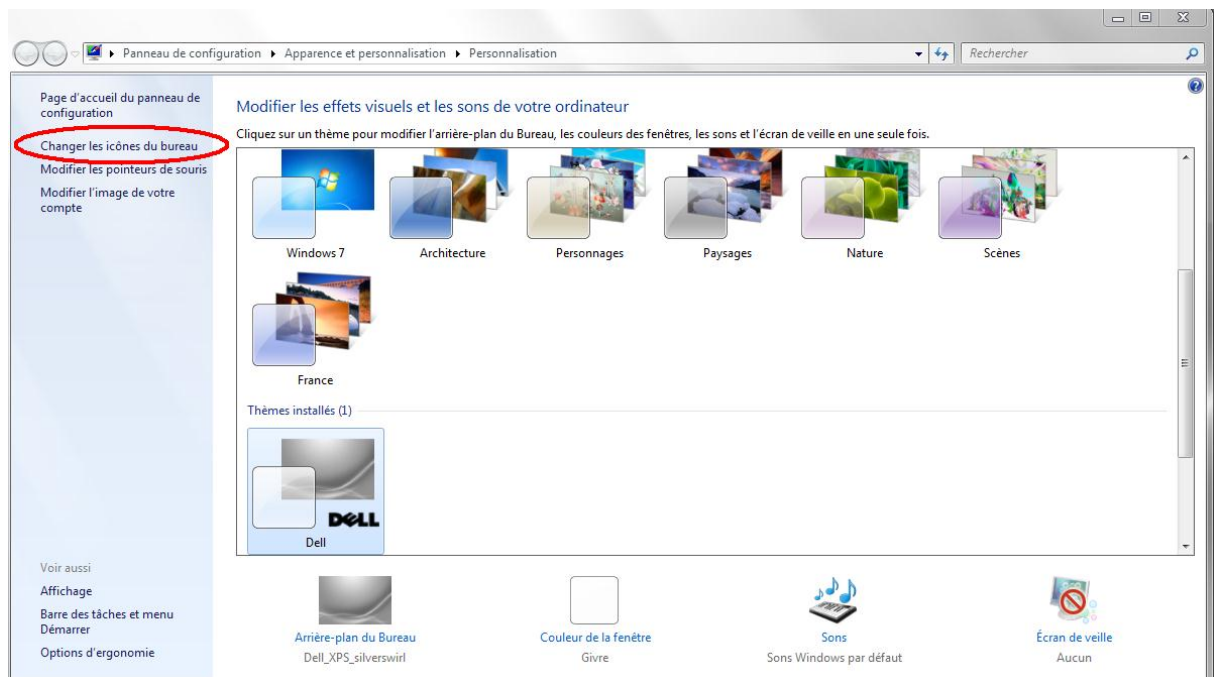 Panneau de configuration ▸ Apparence et personnalisation ▸ Personnalisation
Rechercher
Page d'accueil du panneau de
configuration
Changer les icônes du bureau
Modifier les pointeurs de souris
Modifier l'image de votre
compte
Modifier les effets visuels et les sons de votre ordinateur
Cliquez sur un thème pour modifier l'arrière-plan du Bureau, les couleurs des fenêtres, les sons et l'écran de veille en une seule fois.
Windows 7
Architecture
Personnages
Paysages
Nature
Scènes
France
Thèmes installés (1)
DELL
Dell
Voir aussi
Affichage
Barre des tâches et menu
Démarrer
Options d'ergonomie
Arrière-plan du Bureau
Dell_XPS_silverswirl
Couleur de la fenêtre
Givre
Sons
Sons Windows par défaut
Écran de veille
Aucun